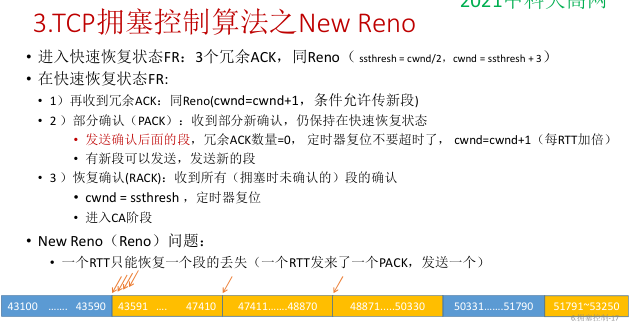 2021中科大高网
3.TCP拥塞控制算法之New Reno
• 进入快速恢复状态FR：3个冗余ACK，同Reno（ ssthresh = cwnd/2，cwnd = ssthresh + 3）
• 在快速恢复状态FR:
• 1）再收到冗余ACK：同Reno(cwnd=cwnd+1，条件允许传新段)
• 2 ）部分确认（PACK）：收到部分新确认，仍保持在快速恢复状态
• 发送确认后面的段，冗余ACK数量=0， 定时器复位不要超时了， cwnd=cwnd+1（每RTT加倍）
• 有新段可以发送，发送新的段
• 3 ）恢复确认(RACK)：收到所有（拥塞时未确认的）段的确认
• cwnd = ssthresh ，定时器复位
• 进入CA阶段
• New Reno（Reno）问题：
• 一个RTT只能恢复一个段的丢失（一个RTT发来了一个PACK，发送一个）
43100 ....... 43590 43591 .... 47410 47411......48870 48871.....50330 50331.......51790 51791~53250
6.拥塞控制-17